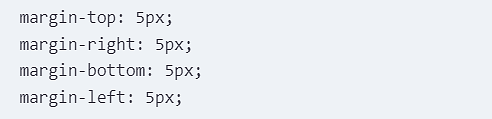 margin-top: 5px;
margin-right: 5px;
margin-bottom: 5px;
margin-left: 5px;